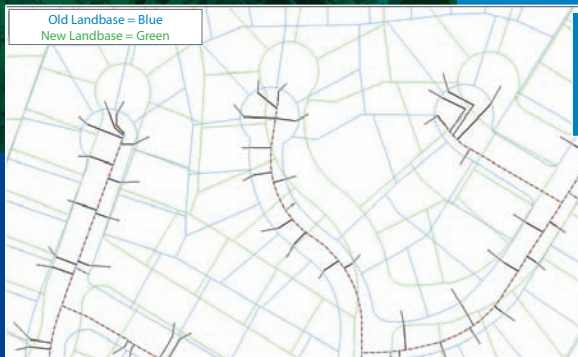 Old Landbase = Blue
New Landbase = Green